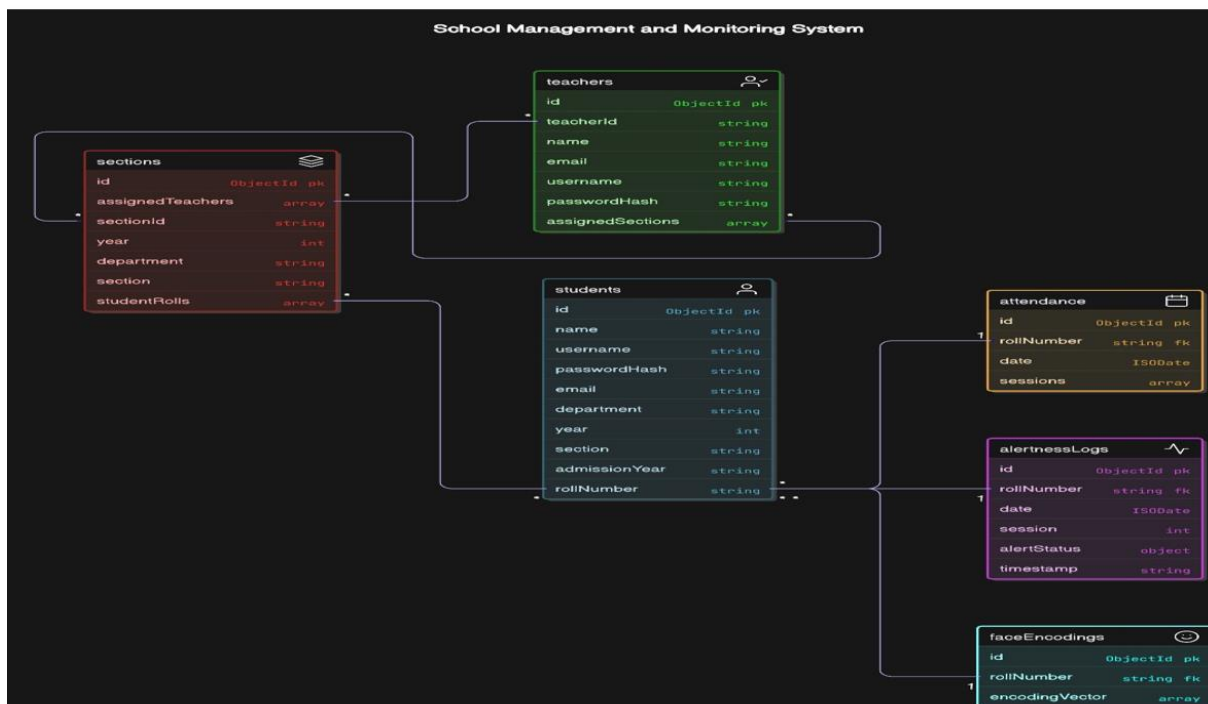 School Management and Monitoring System
teachers
id ObjectId pk
teacherId string
name string
email string
username string
passwordHash string
assignedSections array
sections
id ObjectId pk
assignedTeachers array
sectionId string
year int
department string
section string
studentRolls array
students
id ObjectId pk
name string
username string
passwordHash string
email string
department string
year int
section string
admissionYear string
rollNumber string
attendance
id ObjectId pk
1
rollNumber string fk
date ISODate
sessions array
alertnessLogs
id ObjectId pk
rollNumber string fk
1
date ISODate
session int
alertStatus object
timestamp string
faceEncodings
id ObjectId pk
rollNumber string fk
1
encodingVector array